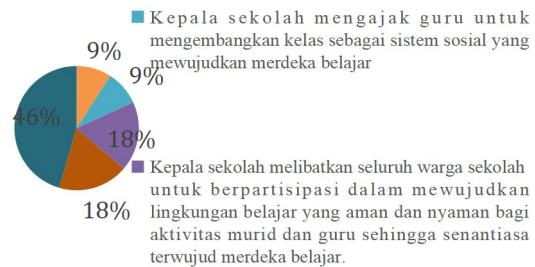 Kepala sekolah mengajak guru untuk
mengembangkan kelas sebagai sistem sosial yang
mewujudkan merdeka belajar
9%
9%
46%
18%
18%
Kepala sekolah melibatkan seluruh warga sekolah
untuk berpartisipasi dalam mewujudkan
lingkungan belajar yang aman dan nyaman bagi
aktivitas murid dan guru sehingga senantiasa
terwujud merdeka belajar.